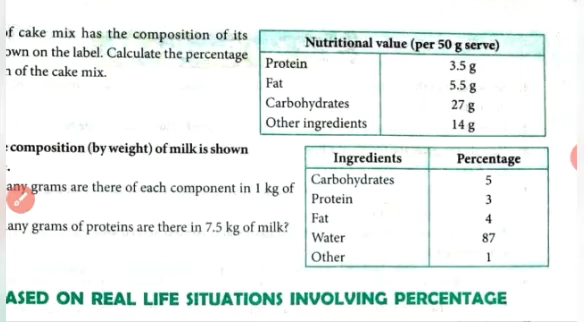 of cake mix has the composition of its
own on the label. Calculate the percentage
of the cake mix.
Nutritional value (per 50 g serve)
Protein 3.5 g
Fat 5.5 g
Carbohydrates 27 g
Other ingredients 14 g
composition (by weight) of milk is shown
any grams are there of each component in 1 kg of
any grams of proteins are there in 7.5 kg of milk?
Ingredients Percentage
Carbohydrates 5
Protein 3
Fat 4
Water 87
Other 1
ASED ON REAL LIFE SITUATIONS INVOLVING PERCENTAGE